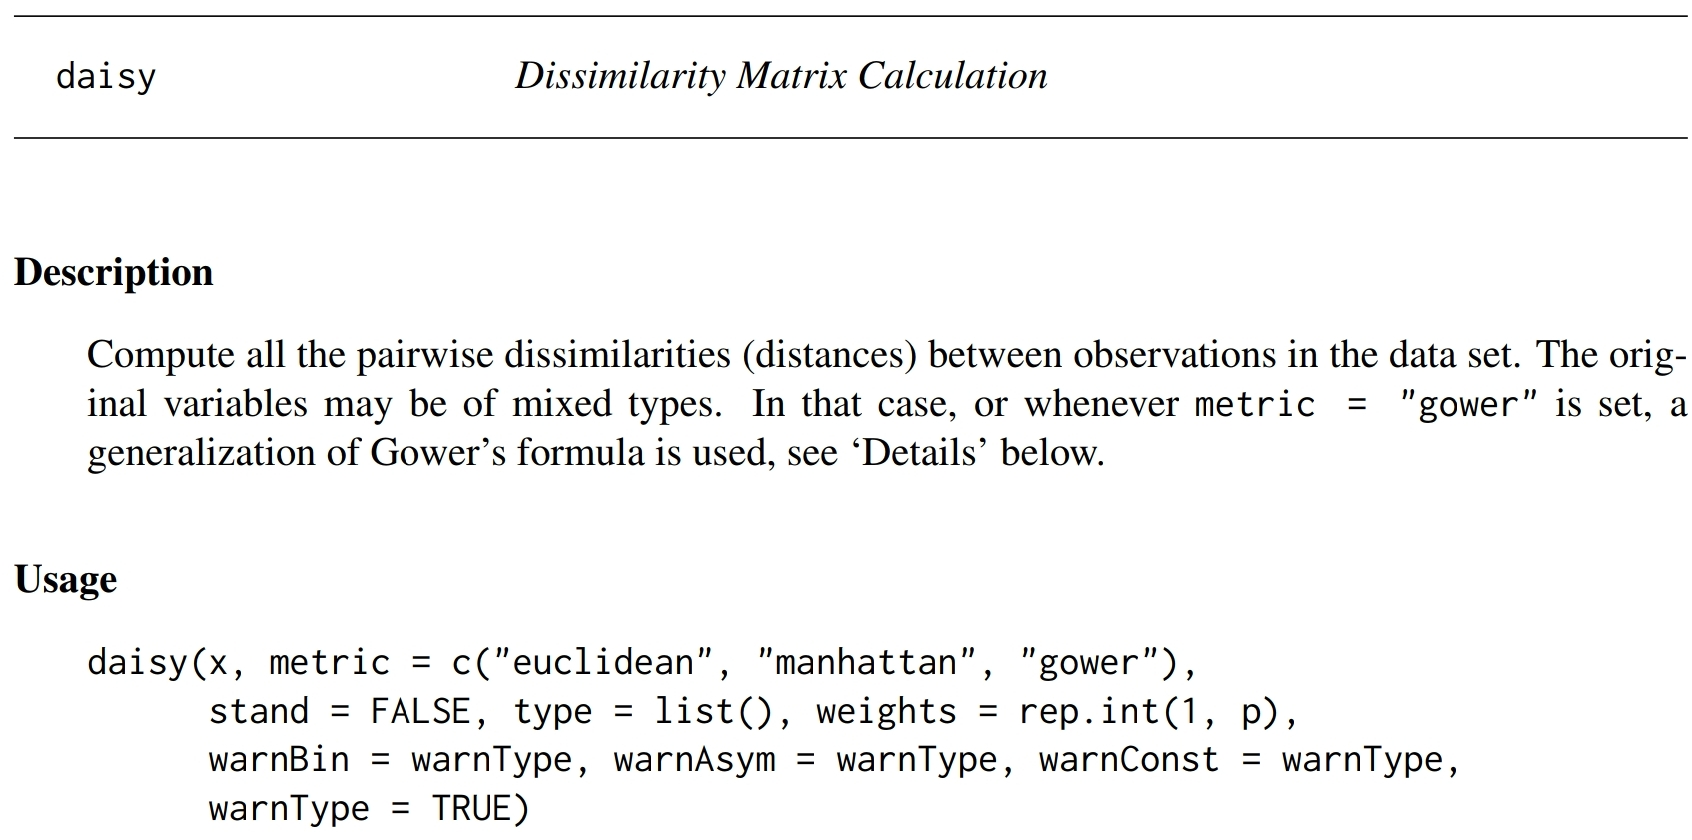 daisy Dissimilarity Matrix Calculation
Description
Compute all the pairwise dissimilarities (distances) between observations in the data set. The orig-
inal variables may be of mixed types. In that case, or whenever metric = "gower" is set, a
generalization of Gower’s formula is used, see ‘Details’ below.
Usage
daisy(x, metric = c("euclidean", "manhattan", "gower"),
stand = FALSE, type = list(), weights = rep.int(1, p),
warnBin = warnType, warnAsym = warnType, warnConst = warnType,
warnType = TRUE)